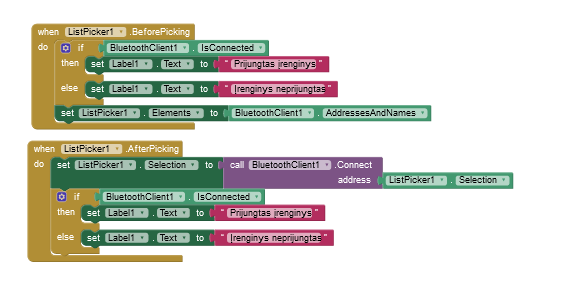 when ListPicker1 .BeforePicking
do if BluetoothClient1 . IsConnected
then set Label1 . Text to " Prijungtas įrenginys "
else set Label1 . Text to " Įrenginys neprijungtas "
set ListPicker1 . Elements to BluetoothClient1 . AddressesAndNames
when ListPicker1 .AfterPicking
do set ListPicker1 . Selection to call BluetoothClient1 .Connect
address ListPicker1 . Selection
if BluetoothClient1 . IsConnected
then set Label1 . Text to " Prijungtas įrenginys "
else set Label1 . Text to " Įrenginys neprijungtas "